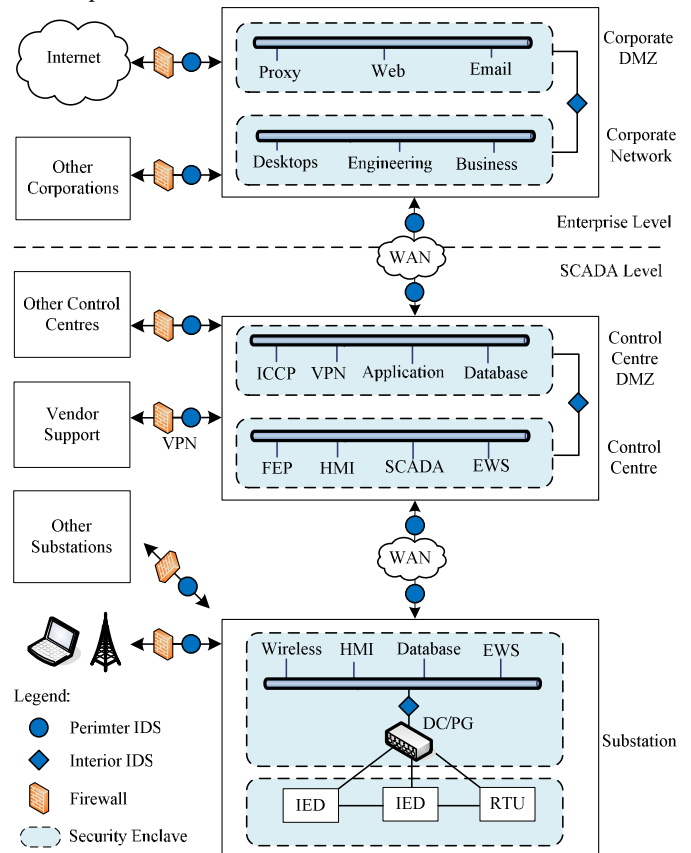 Internet
Proxy
Web
Email
Corporate
DMZ
Other
Corporations
Desktops
Engineering
Business
Corporate
Network
Enterprise Level
WAN
SCADA Level
Other Control
Centres
ICCP
VPN
Application
Database
Control
Centre
DMZ
Vendor
Support
VPN
FEP
HMI
SCADA
EWS
Control
Centre
Other
Substations
WAN
Wireless
HMI
Database
EWS
DC/PG
Substation
IED
IED
RTU
Legend:
Perimter IDS
Interior IDS
Firewall
Security Enclave